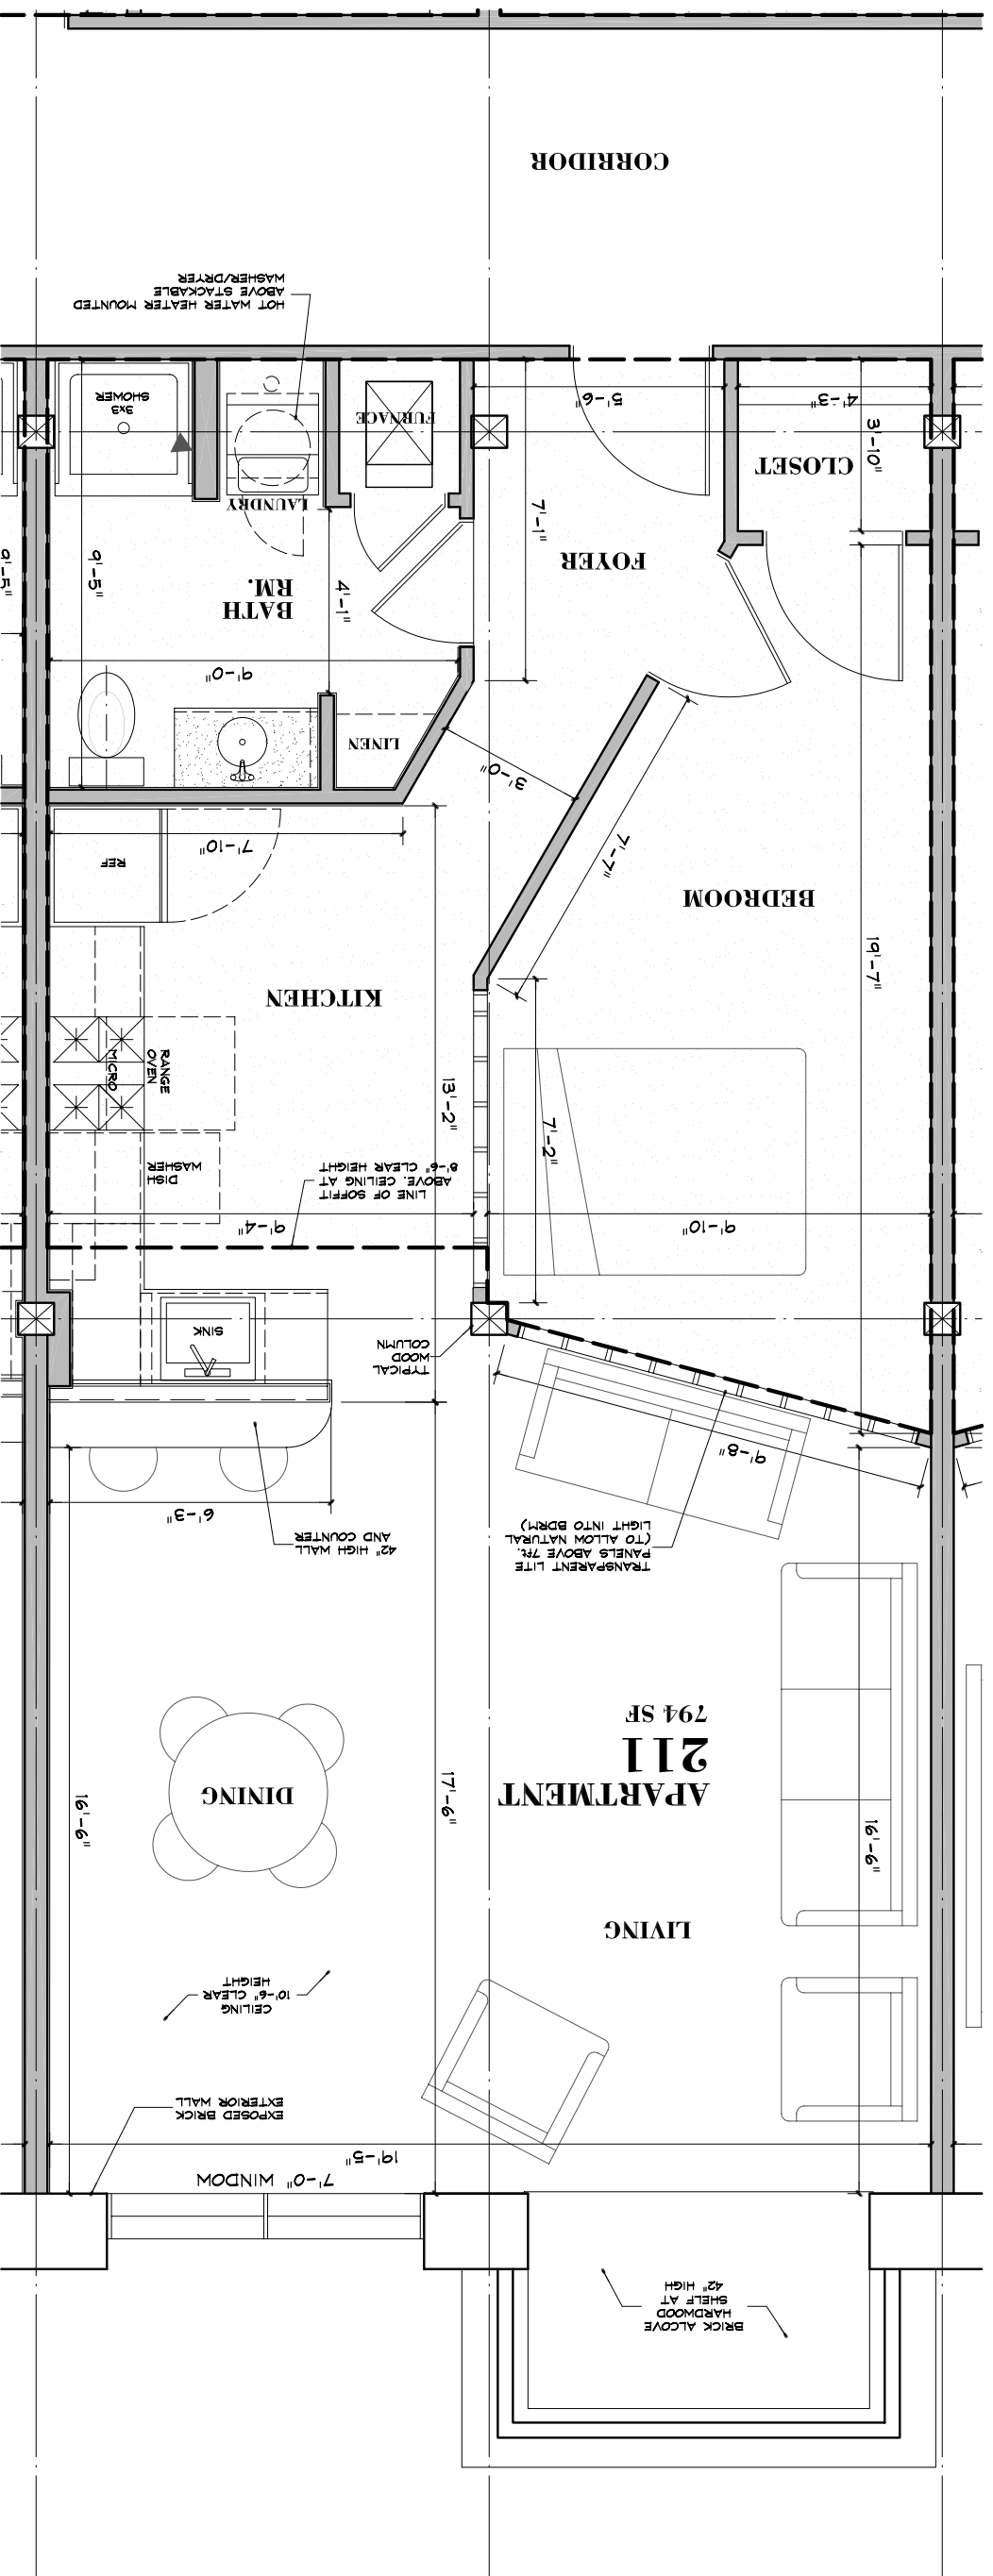 BRICK ALCOVE
HARDWOOD
SHELF AT
42" HIGH
7'-0" WINDOW
19'-5"
EXPOSED BRICK
EXTERIOR WALL
CEILING
10'-6" CLEAR
HEIGHT
LIVING
16'-6"
17'-6"
16'-6"
DINING
APARTMENT
211
794 SF
TRANSPARENT LITE
PANELS ABOVE 7ft.
(TO ALLOW NATURAL
LIGHT INTO BDRM)
42" HIGH WALL
AND COUNTER
6'-3"
9'-8"
TYPICAL
WOOD
COLUMN
SINK
9'-10"
9'-4"
LINE OF SOFFIT
ABOVE. CEILING AT
8'-6" CLEAR HEIGHT
DISH
WASHER
7'-2"
13'-2"
RANGE
OVEN
MICRO
KITCHEN
19'-7"
BEDROOM
7'-7"
REF
7'-10"
3'-0"
LINEN
9'-0"
BATH
RM.
4'-1"
9'-5"
9'-5"
FOYER
7'-1"
LAUNDRY
CLOSET
3'-10"
FURNACE
3x3
SHOWER
4'-3"
5'-6"
HOT WATER HEATER MOUNTED
ABOVE STACKABLE
WASHER/DRYER
CORRIDOR